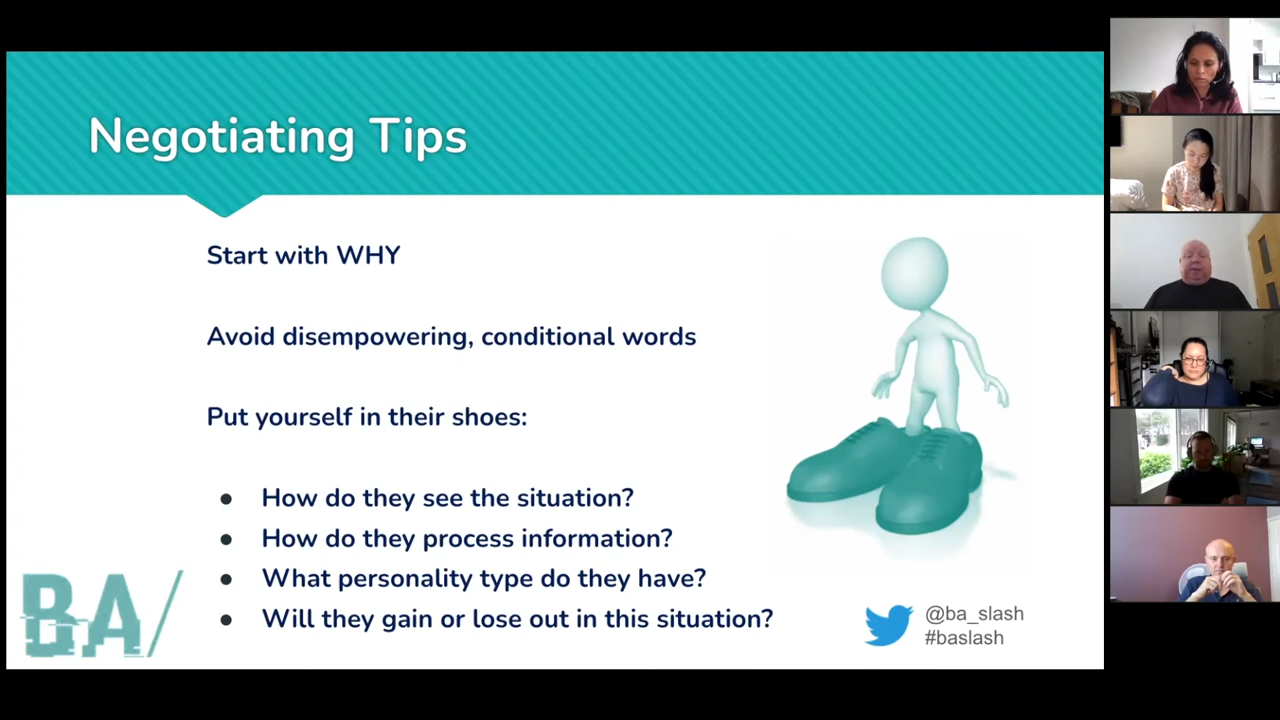 Negotiating Tips
Start with WHY
Avoid disempowering, conditional words
Put yourself in their shoes:
● How do they see the situation?
● How do they process information?
● What personality type do they have?
● Will they gain or lose out in this situation?
BA/
@ba_slash
#baslash